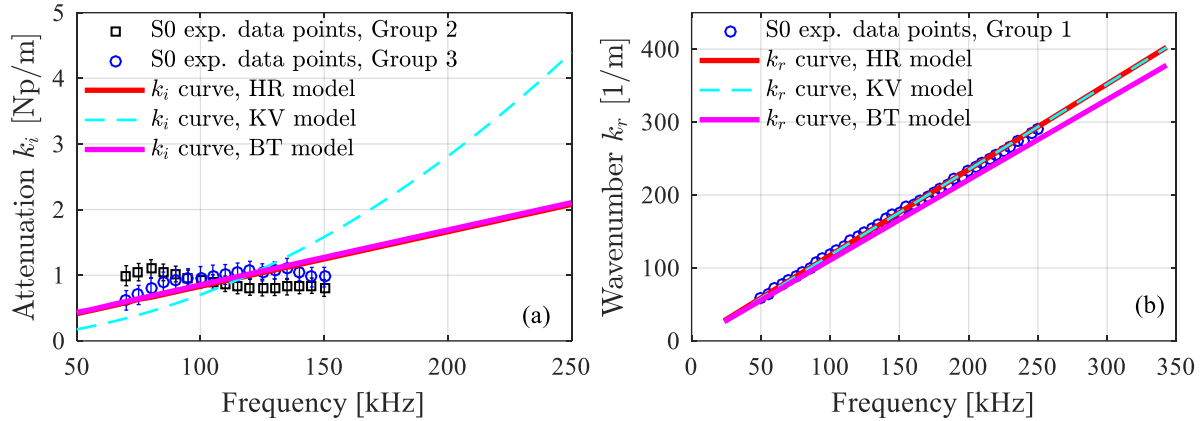 5
4
3
2
1
0
50
100
150
200
250
Attenuation k_i [Np/m]
Frequency [kHz]
S0 exp. data points, Group 2
S0 exp. data points, Group 3
k_i curve, HR model
k_i curve, KV model
k_i curve, BT model
(a)
400
300
200
100
0
0
50
100
150
200
250
300
350
Wavenumber k_r [1/m]
Frequency [kHz]
S0 exp. data points, Group 1
k_r curve, HR model
k_r curve, KV model
k_r curve, BT model
(b)